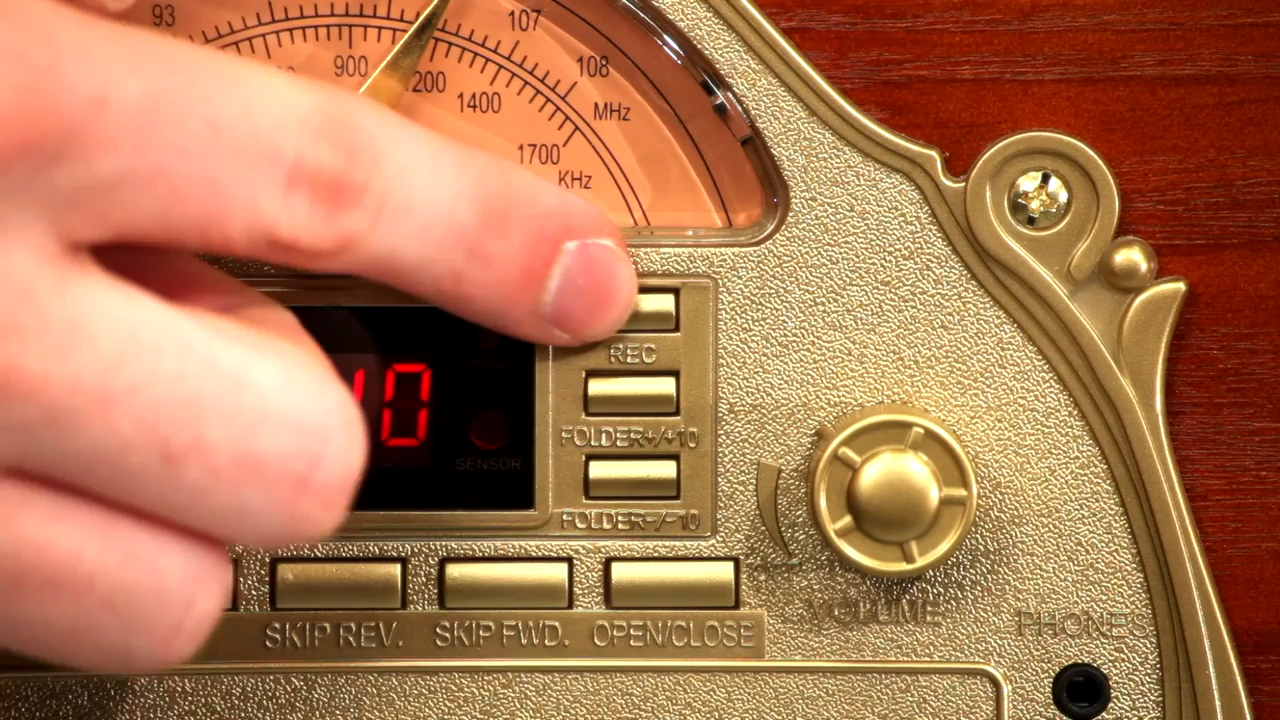 93
107
108
900
1200
1400
MHz
1700
KHz
REC
10
FOLDER+/+10
SENSOR
FOLDER-/-10
SKIP REV. SKIP FWD. OPEN/CLOSE
VOLUME
PHONES